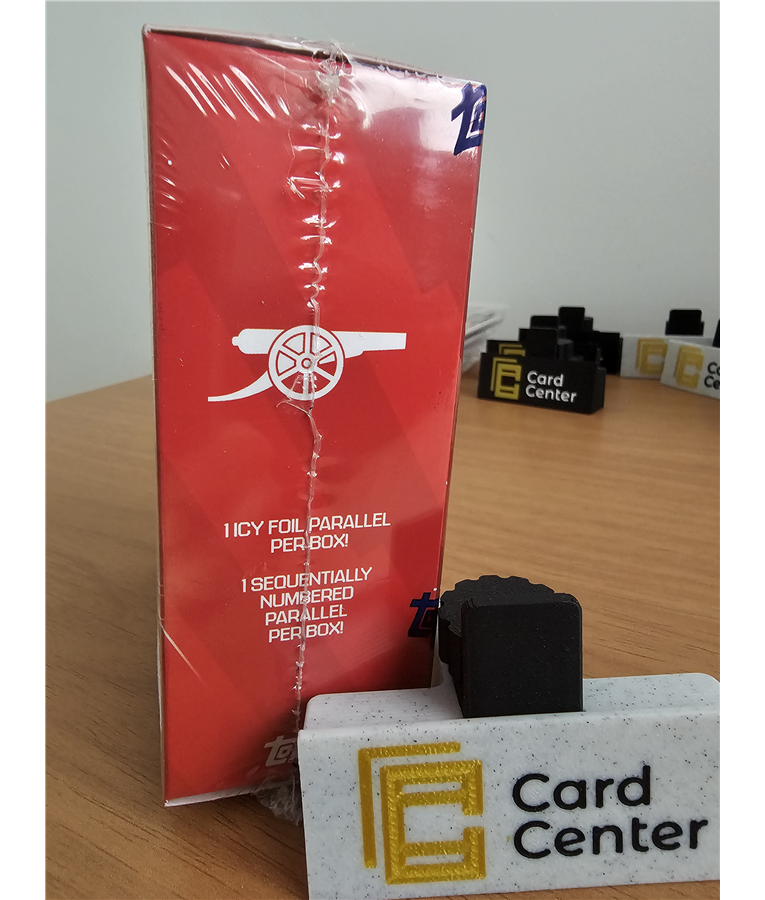 1 ICY FOIL PARALLEL
PER BOX!
1 SEQUENTIALLY
NUMBERED
PARALLEL
PER BOX!
Card
Center
Card
Center